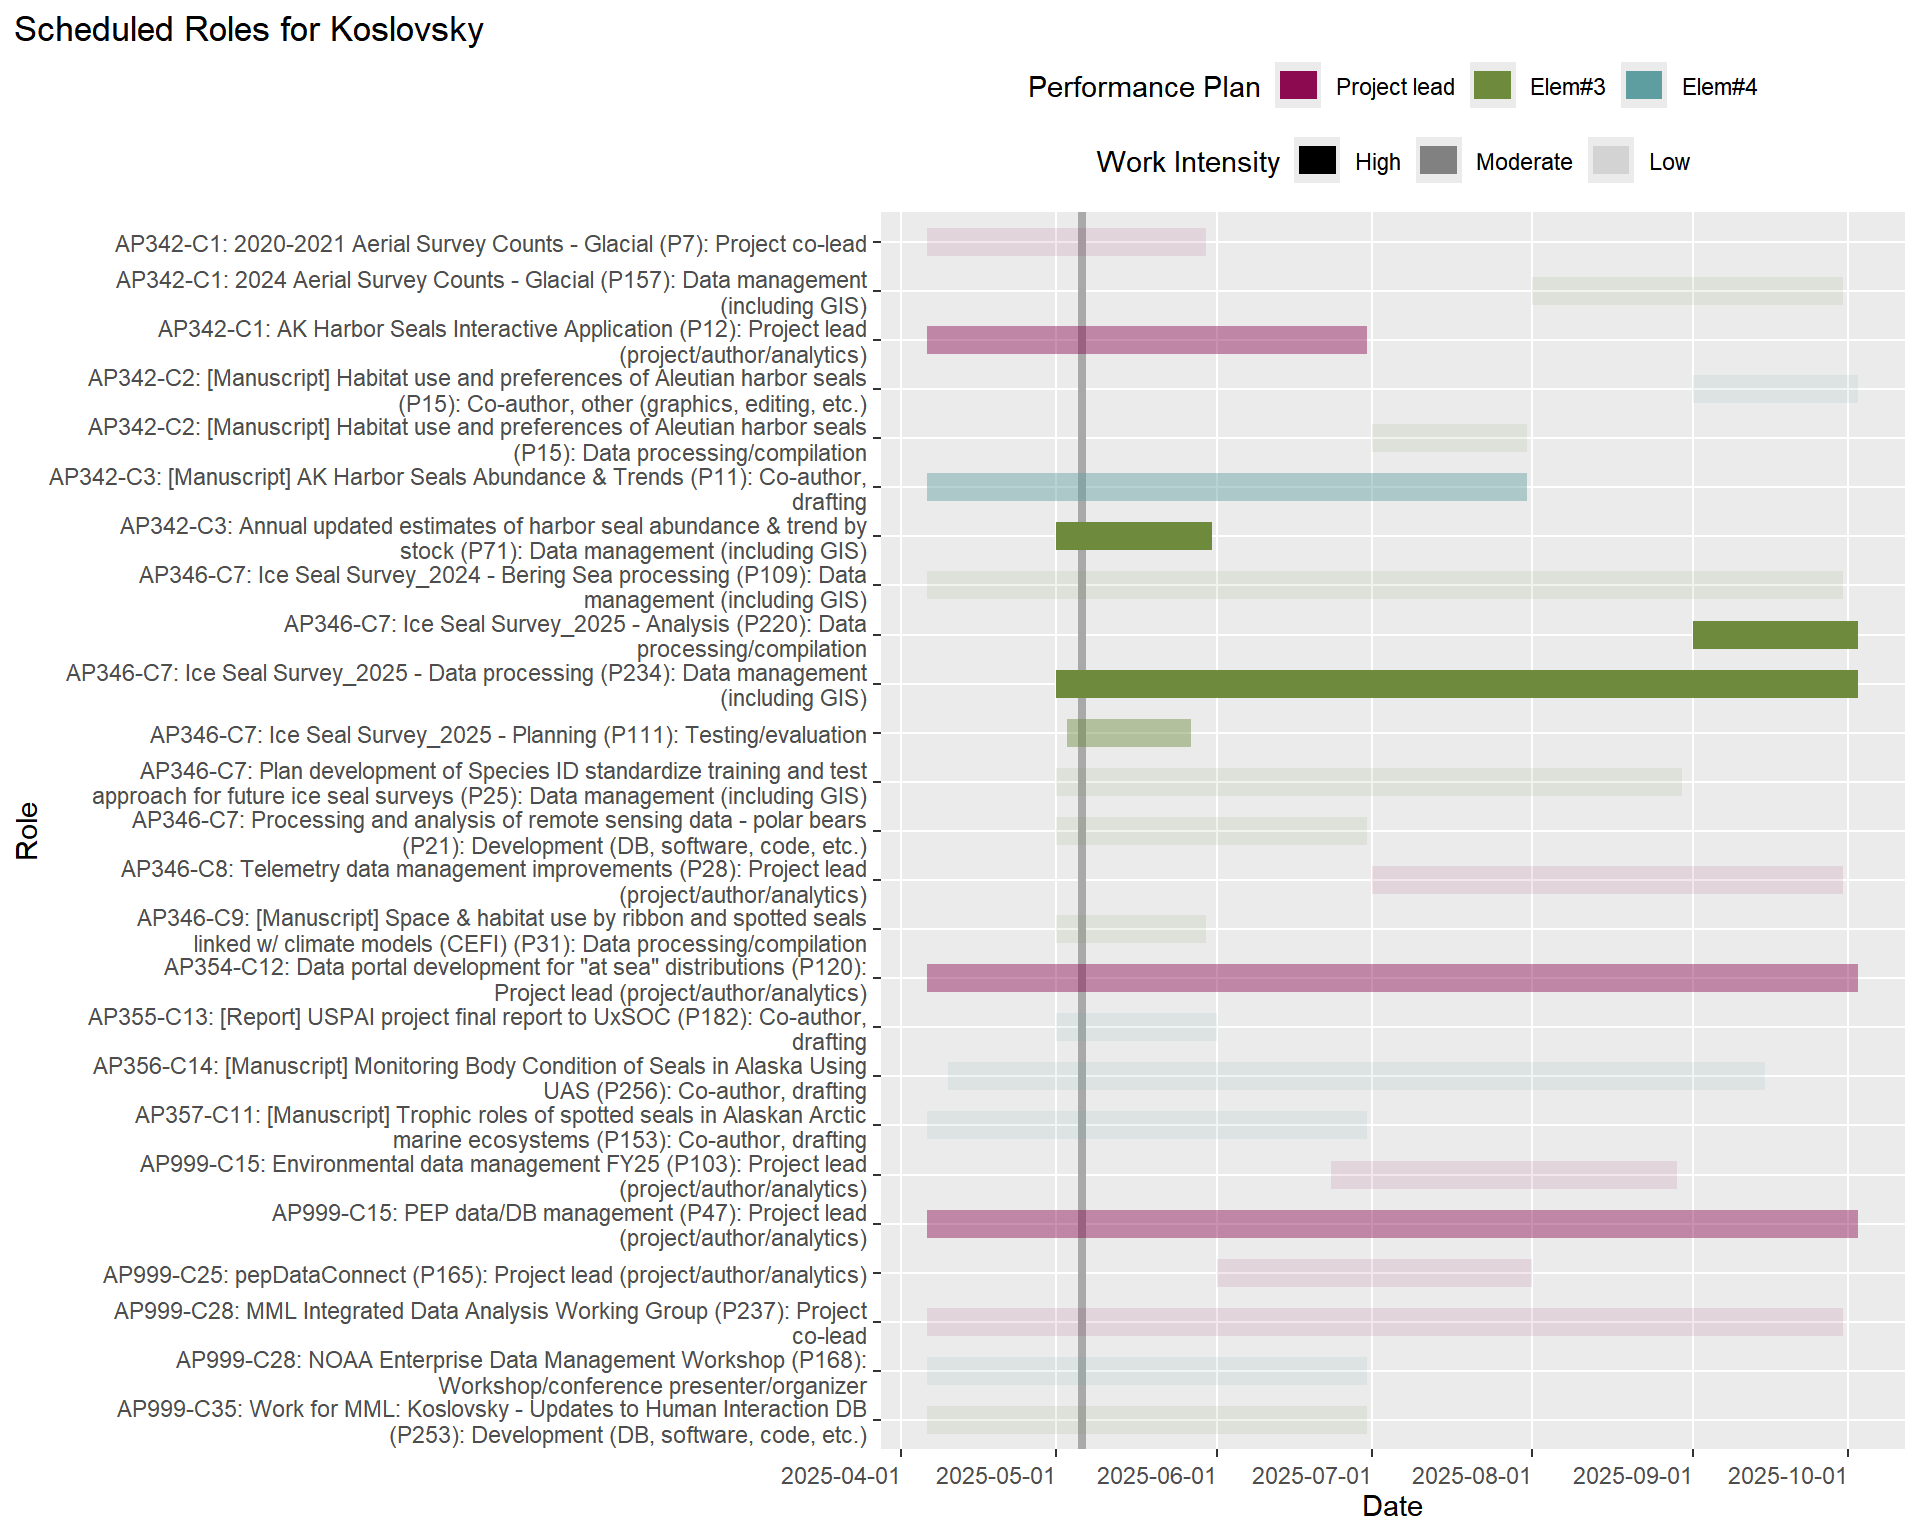 Scheduled Roles for Koslovsky
Performance Plan Project lead Elem#3 Elem#4
Work Intensity High Moderate Low
AP342-C1: 2020-2021 Aerial Survey Counts - Glacial (P7): Project co-lead
AP342-C1: 2024 Aerial Survey Counts - Glacial (P157): Data management
(including GIS)
AP342-C1: AK Harbor Seals Interactive Application (P12): Project lead
(project/author/analytics)
AP342-C2: [Manuscript] Habitat use and preferences of Aleutian harbor seals
(P15): Co-author, other (graphics, editing, etc.)
AP342-C2: [Manuscript] Habitat use and preferences of Aleutian harbor seals
(P15): Data processing/compilation
AP342-C3: [Manuscript] AK Harbor Seals Abundance & Trends (P11): Co-author,
drafting
AP342-C3: Annual updated estimates of harbor seal abundance & trend by
stock (P71): Data management (including GIS)
AP346-C7: Ice Seal Survey_2024 - Bering Sea processing (P109): Data
management (including GIS)
AP346-C7: Ice Seal Survey_2025 - Analysis (P220): Data
processing/compilation
AP346-C7: Ice Seal Survey_2025 - Data processing (P234): Data management
(including GIS)
AP346-C7: Ice Seal Survey_2025 - Planning (P111): Testing/evaluation
AP346-C7: Plan development of Species ID standardize training and test
approach for future ice seal surveys (P25): Data management (including GIS)
AP346-C7: Processing and analysis of remote sensing data - polar bears
(P21): Development (DB, software, code, etc.)
AP346-C8: Telemetry data management improvements (P28): Project lead
(project/author/analytics)
AP346-C9: [Manuscript] Space & habitat use by ribbon and spotted seals
linked w/ climate models (CEFI) (P31): Data processing/compilation
AP354-C12: Data portal development for "at sea" distributions (P120):
Project lead (project/author/analytics)
AP355-C13: [Report] USPAI project final report to UxSOC (P182): Co-author,
drafting
AP356-C14: [Manuscript] Monitoring Body Condition of Seals in Alaska Using
UAS (P256): Co-author, drafting
AP357-C11: [Manuscript] Trophic roles of spotted seals in Alaskan Arctic
marine ecosystems (P153): Co-author, drafting
AP999-C15: Environmental data management FY25 (P103): Project lead
(project/author/analytics)
AP999-C15: PEP data/DB management (P47): Project lead
(project/author/analytics)
AP999-C25: pepDataConnect (P165): Project lead (project/author/analytics)
AP999-C28: MML Integrated Data Analysis Working Group (P237): Project
co-lead
AP999-C28: NOAA Enterprise Data Management Workshop (P168):
Workshop/conference presenter/organizer
AP999-C35: Work for MML: Koslovsky - Updates to Human Interaction DB
(P253): Development (DB, software, code, etc.)
Role
2025-04-01 2025-05-01 2025-06-01 2025-07-01 2025-08-01 2025-09-01 2025-10-01
Date